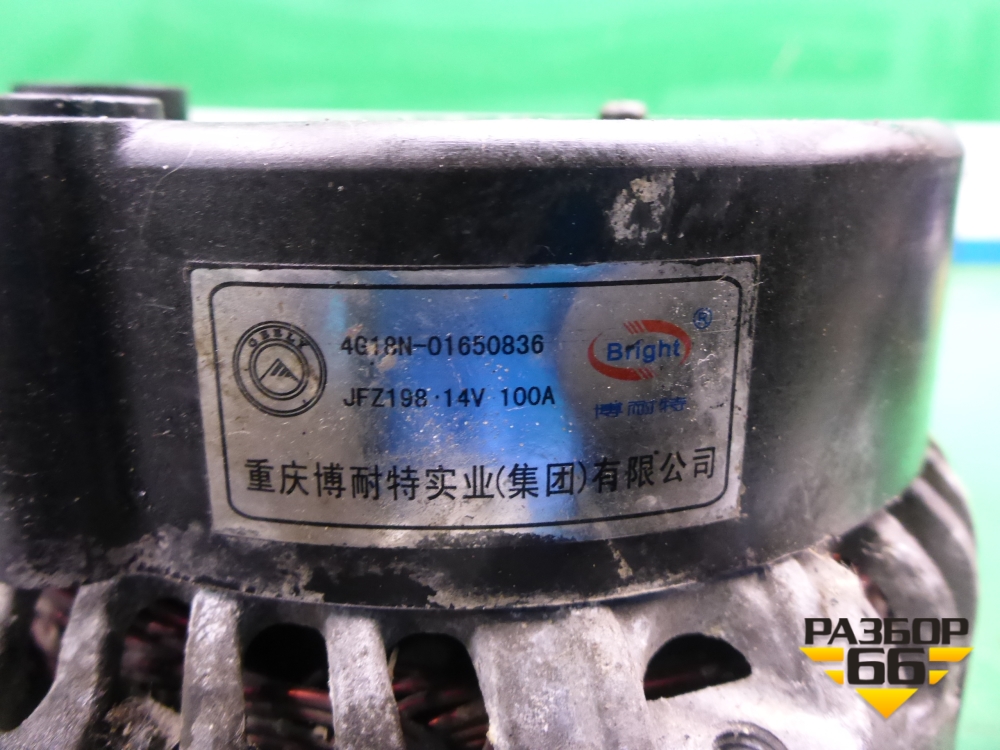 GEELY
4G18N-01650836
JFZ198·14V 100A
Bright®
博耐特
重庆博耐特实业(集团)有限公司
РАЗБОР
66